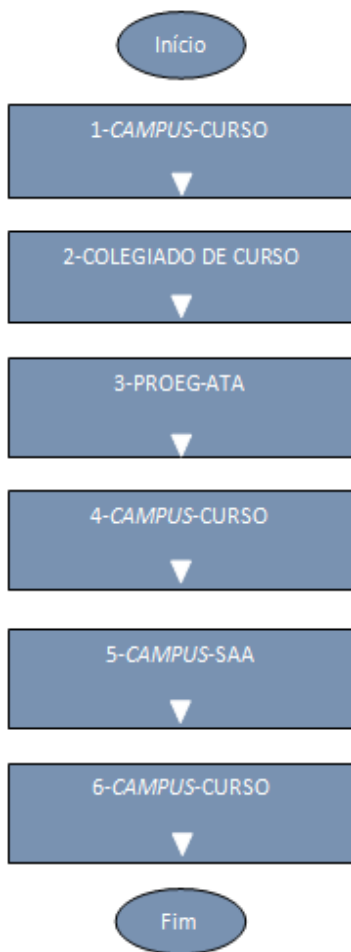 Início
1-CAMPUS-CURSO
2-COLEGIADO DE CURSO
3-PROEG-ATA
4-CAMPUS-CURSO
5-CAMPUS-SAA
6-CAMPUS-CURSO
Fim